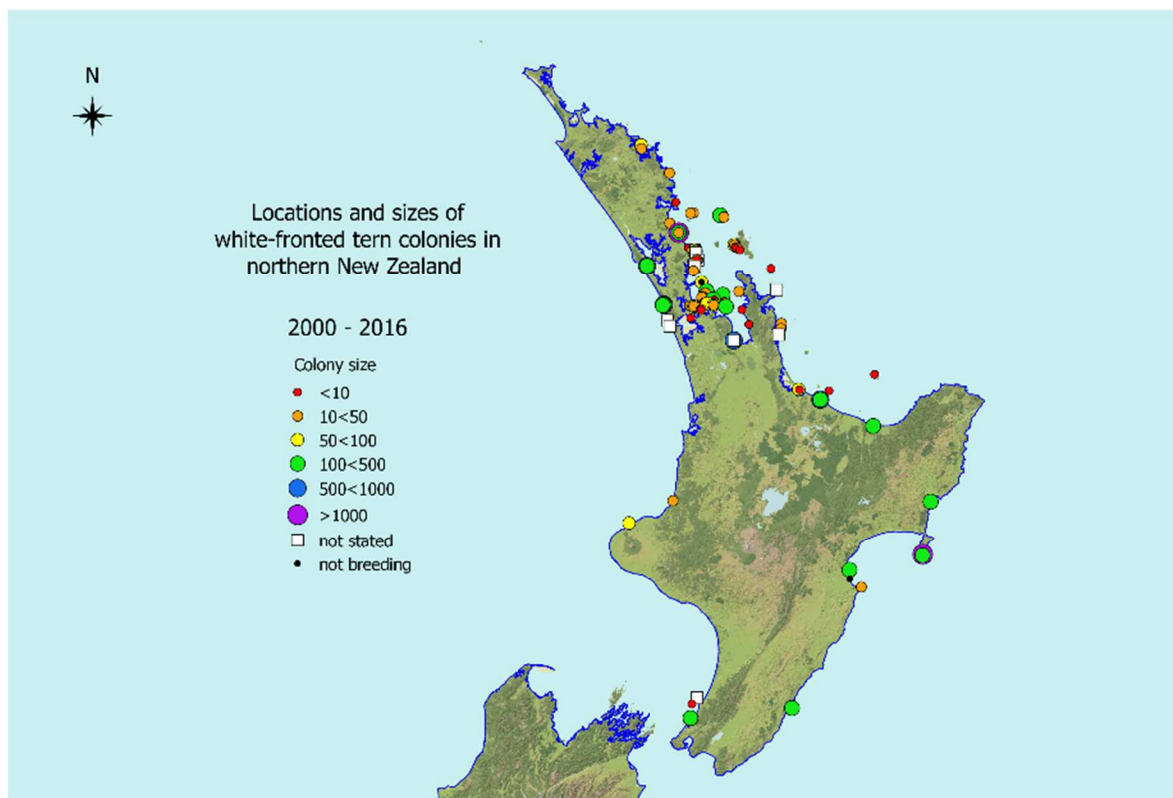 N
Locations and sizes of
white-fronted tern colonies in
northern New Zealand
2000 - 2016
Colony size
<10
10<50
50<100
100<500
500<1000
>1000
not stated
not breeding